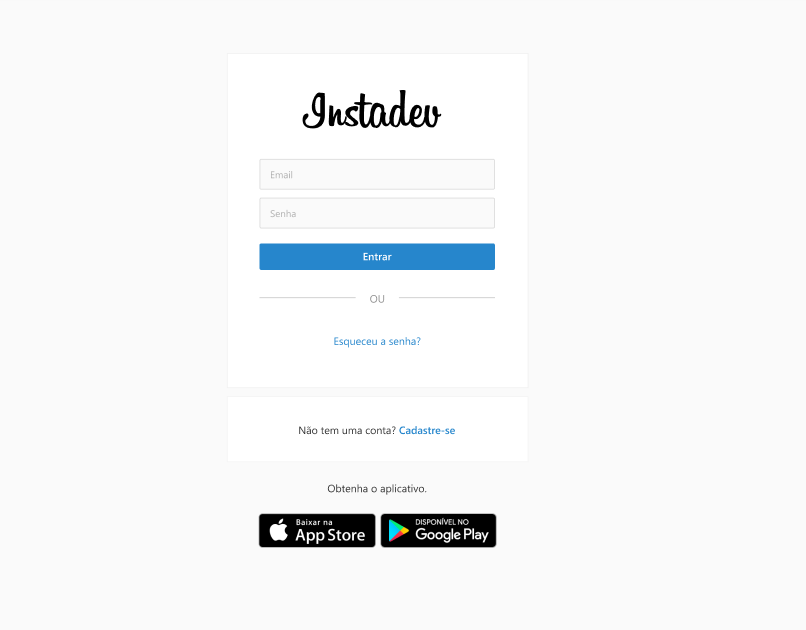 Instadev
Email
Senha
Entrar
OU
Esqueceu a senha?
Não tem uma conta? Cadastre-se
Obtenha o aplicativo.
Baixar na
App Store
DISPONÍVEL NO
Google Play